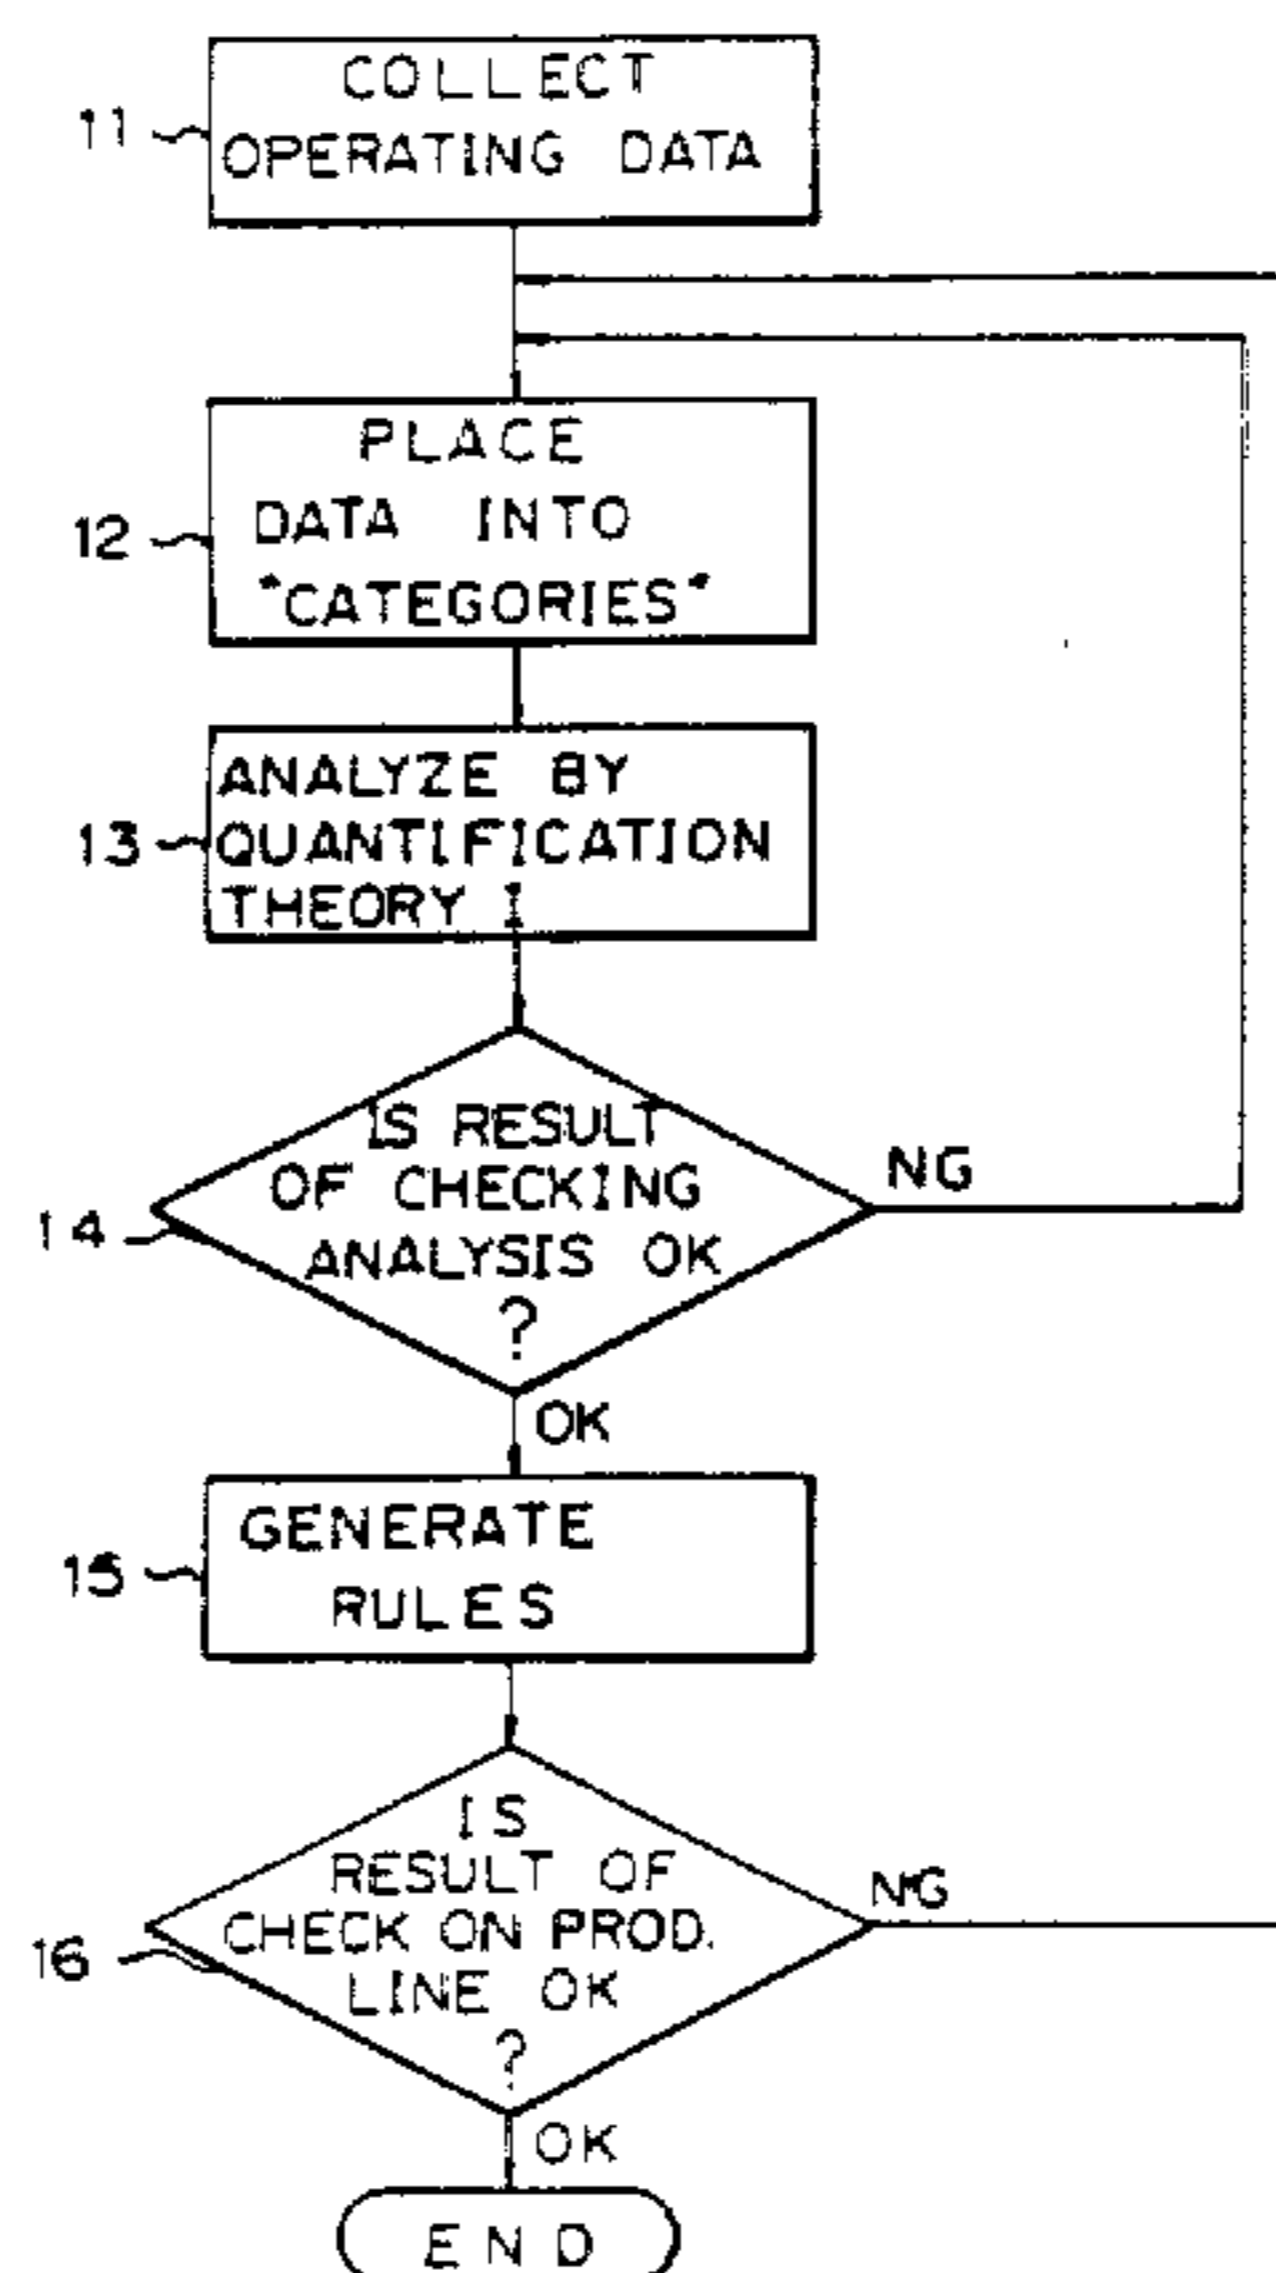 COLLECT
11 OPERATING DATA
PLACE
12 DATA INTO
"CATEGORIES"
ANALYZE BY
13 QUANTIFICATION
THEORY I
IS RESULT
OF CHECKING
14 ANALYSIS OK
?
NG
OK
GENERATE
15 RULES
IS
RESULT OF
CHECK ON PROD.
16 LINE OK
?
NG
OK
END